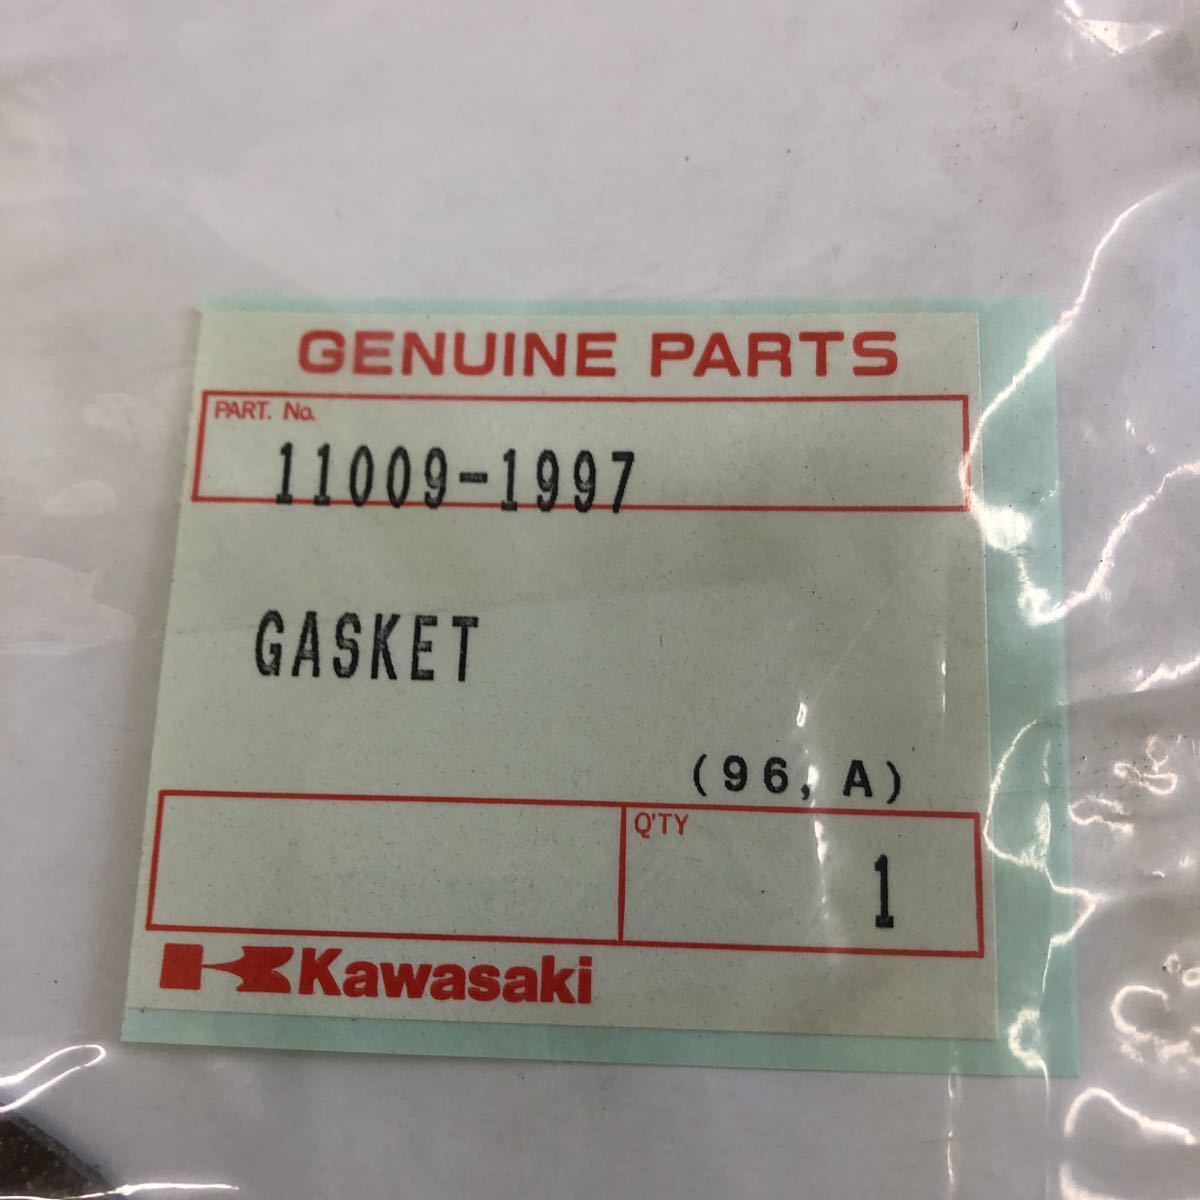 GENUINE PARTS
PART. No.
11009-1997
GASKET
(96, A)
Q'TY
1
Kawasaki